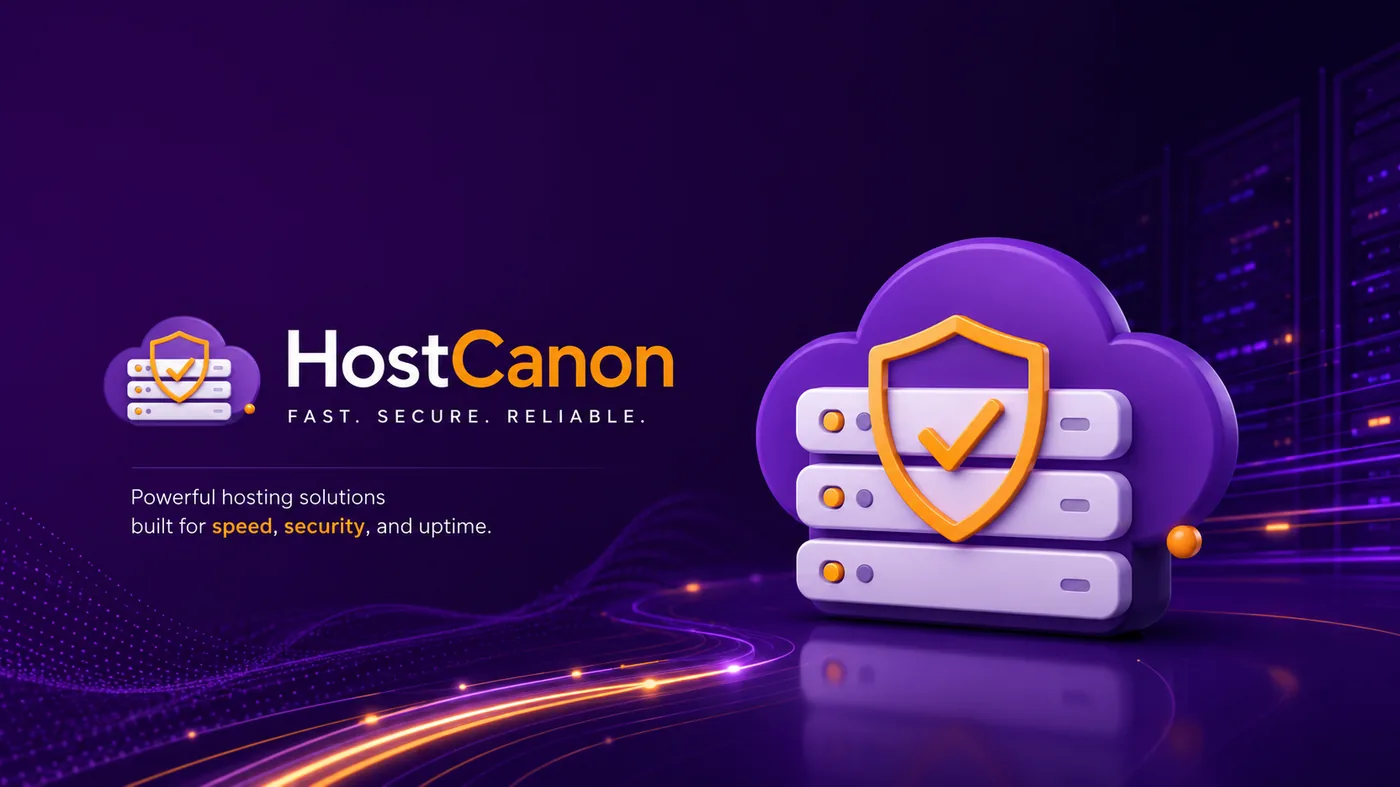 HostCanon
FAST. SECURE. RELIABLE.
Powerful hosting solutions
built for speed, security, and uptime.